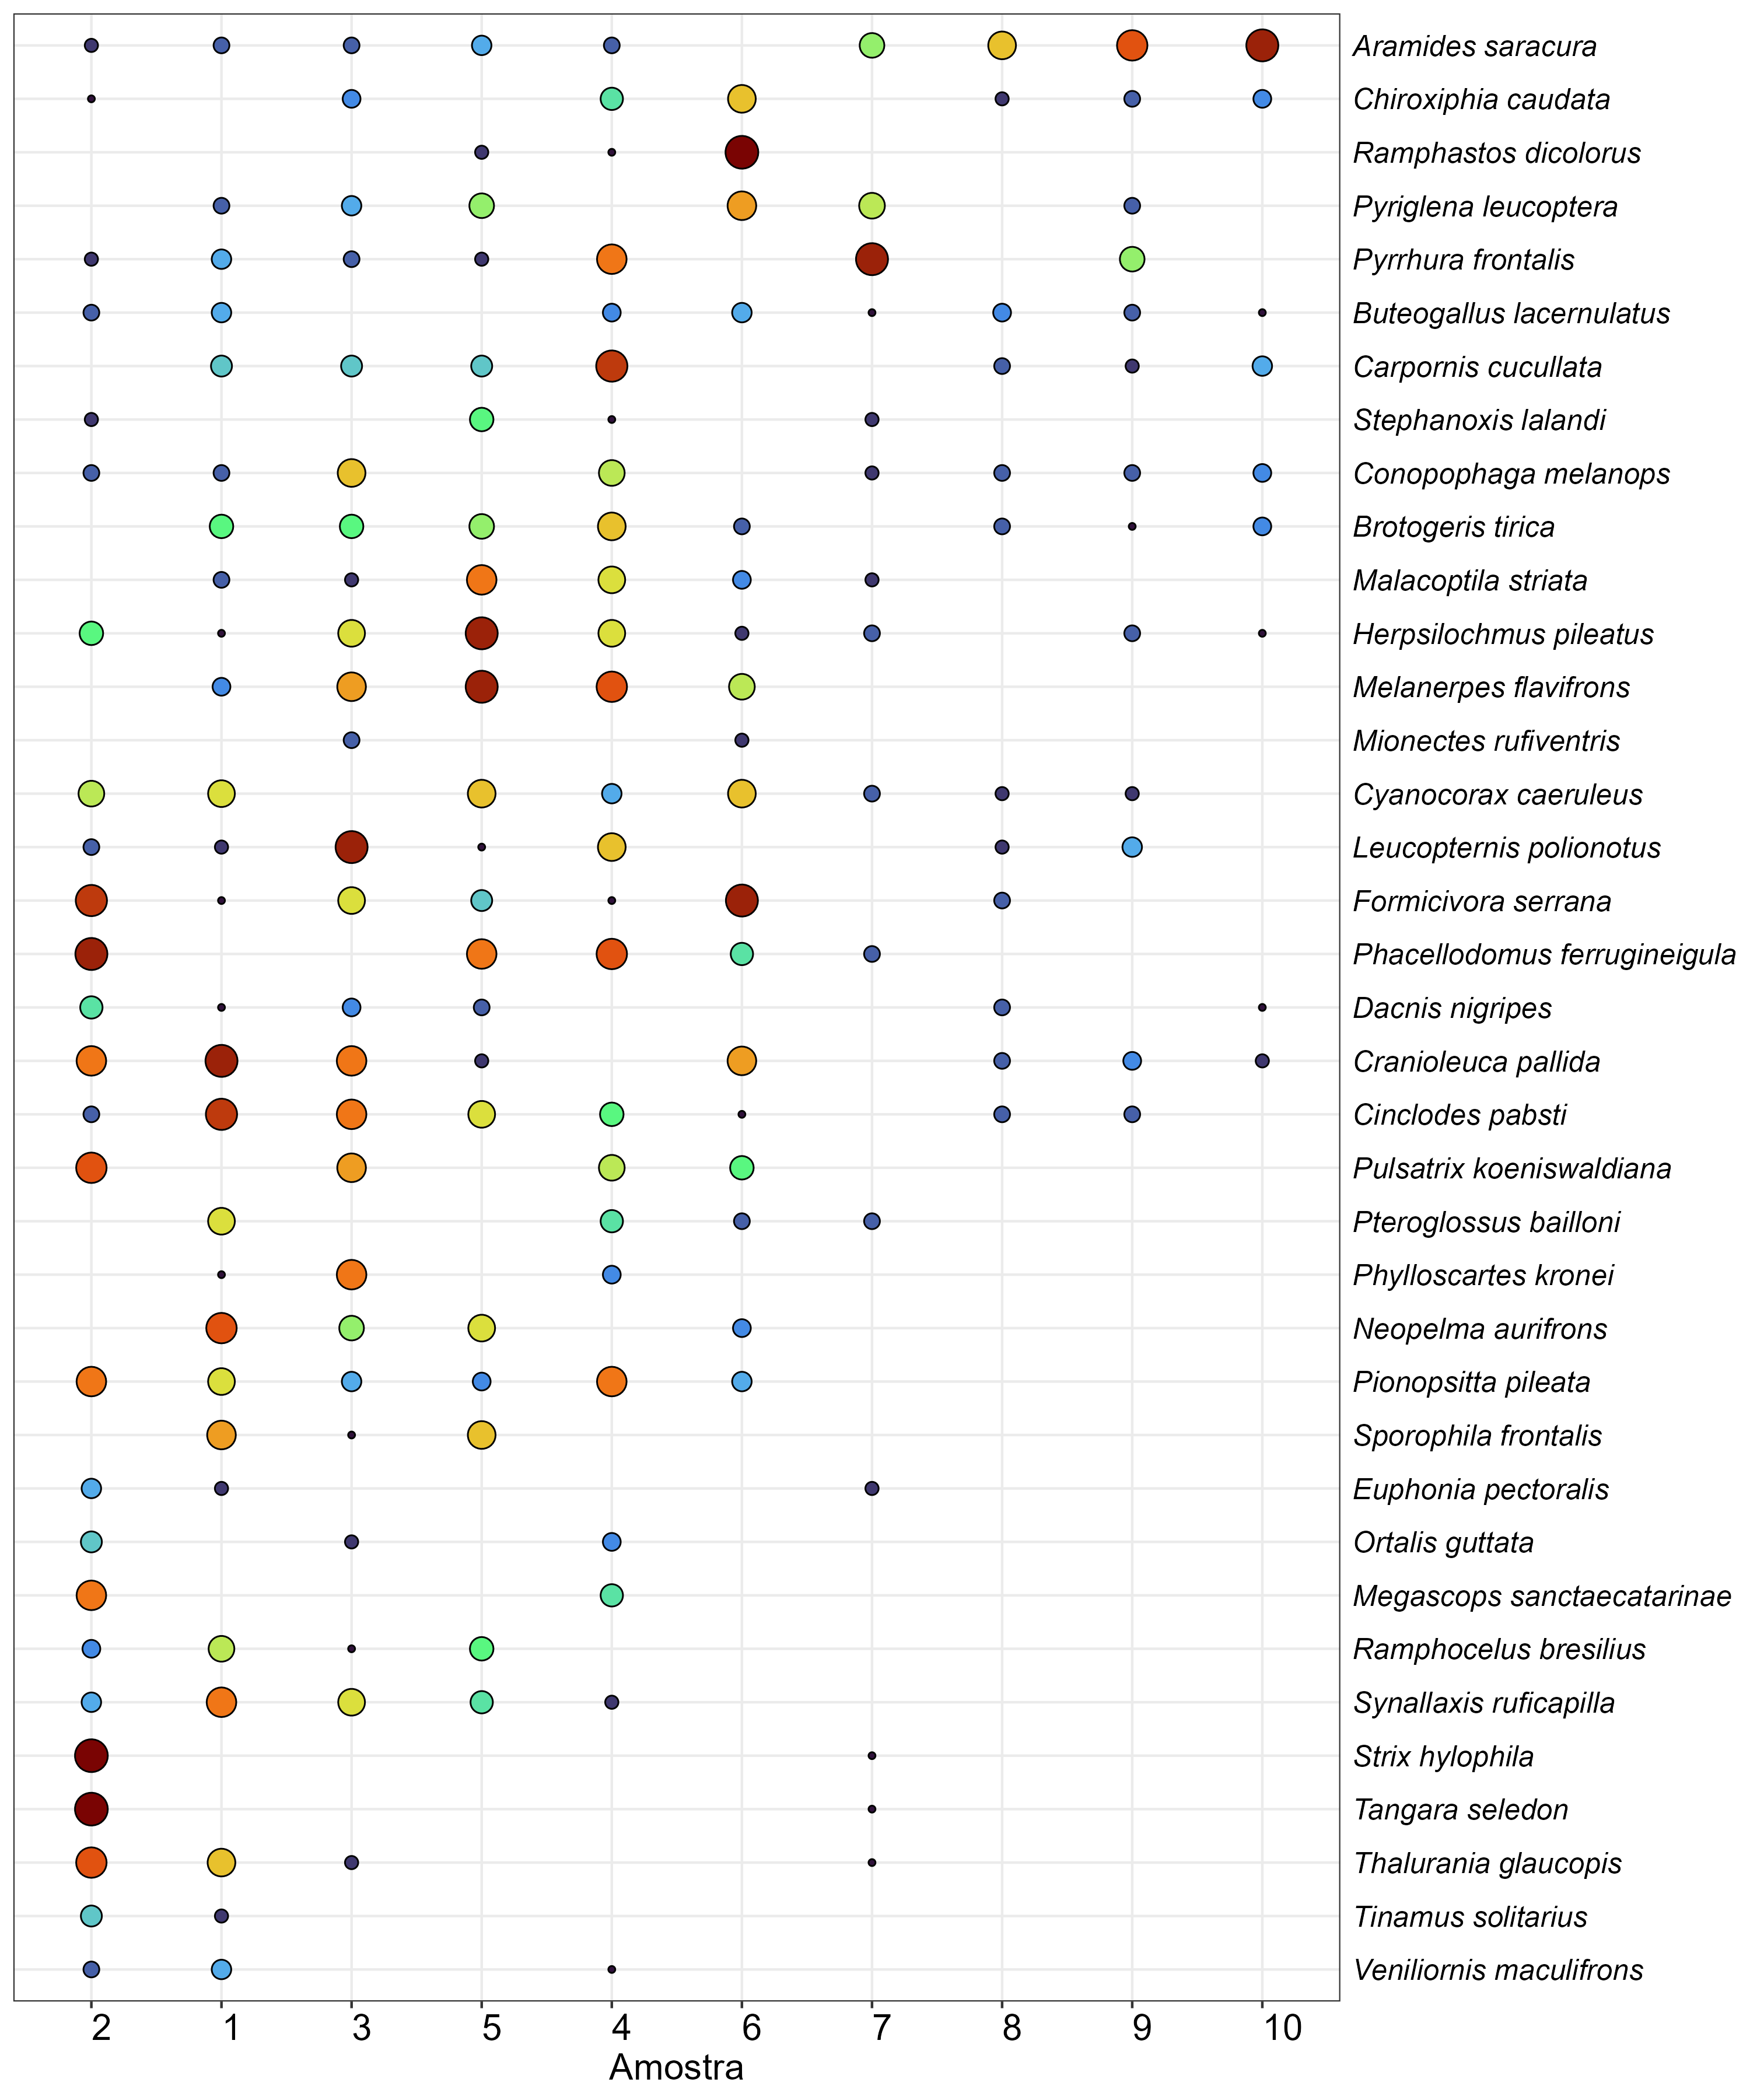 Aramides saracura
Chiroxiphia caudata
Ramphastos dicolorus
Pyriglena leucoptera
Pyrrhura frontalis
Buteogallus lacernulatus
Carpornis cucullata
Stephanoxis lalandi
Conopophaga melanops
Brotogeris tirica
Malacoptila striata
Herpsilochmus pileatus
Melanerpes flavifrons
Mionectes rufiventris
Cyanocorax caeruleus
Leucopternis polionotus
Formicivora serrana
Phacellodomus ferrugineigula
Dacnis nigripes
Cranioleuca pallida
Cinclodes pabsti
Pulsatrix koeniswaldiana
Pteroglossus bailloni
Phylloscartes kronei
Neopelma aurifrons
Pionopsitta pileata
Sporophila frontalis
Euphonia pectoralis
Ortalis guttata
Megascops sanctaecatarinae
Ramphocelus bresilius
Synallaxis ruficapilla
Strix hylophila
Tangara seledon
Thalurania glaucopis
Tinamus solitarius
Veniliornis maculifrons
2 1 3 5 4 6 7 8 9 10
Amostra